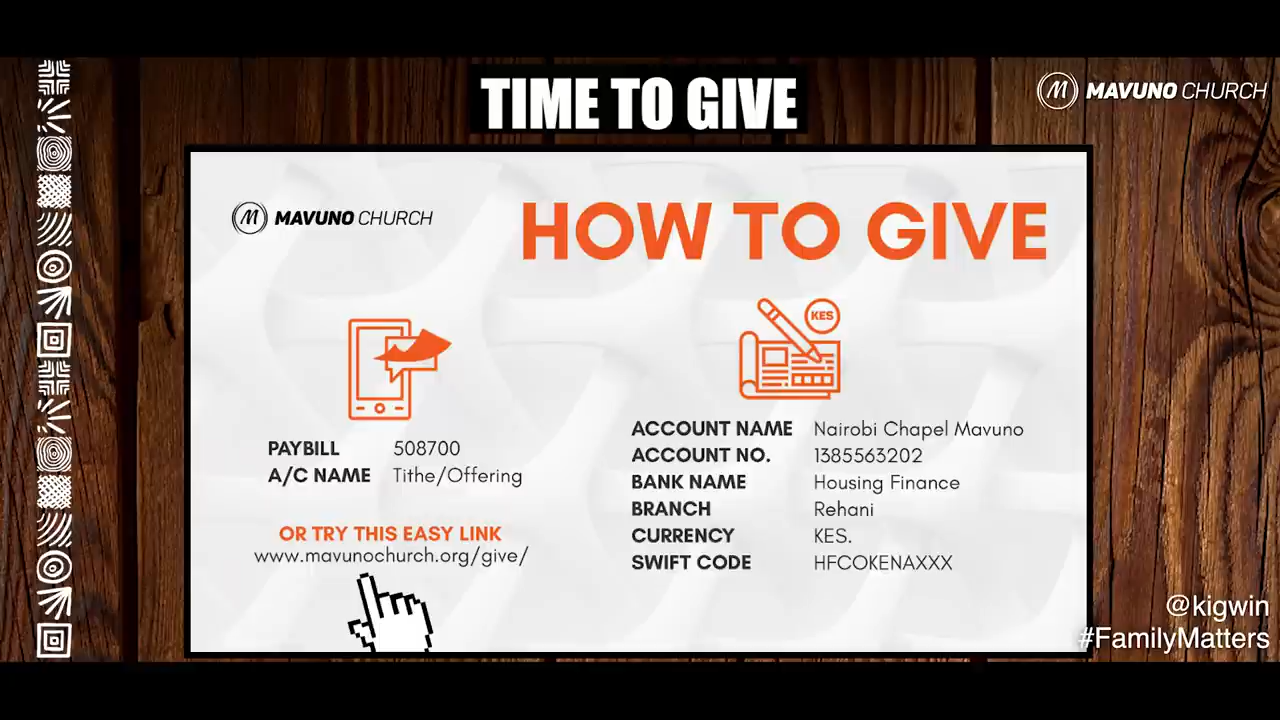 TIME TO GIVE
M MAVUNO CHURCH
M MAVUNO CHURCH
HOW TO GIVE
KES
PAYBILL 508700
A/C NAME Tithe/Offering
OR TRY THIS EASY LINK
www.mavunochurch.org/give/
ACCOUNT NAME Nairobi Chapel Mavuno
ACCOUNT NO. 1385563202
BANK NAME Housing Finance
BRANCH Rehani
CURRENCY KES.
SWIFT CODE HFCOKENAXXX
@kigwin
#FamilyMatters